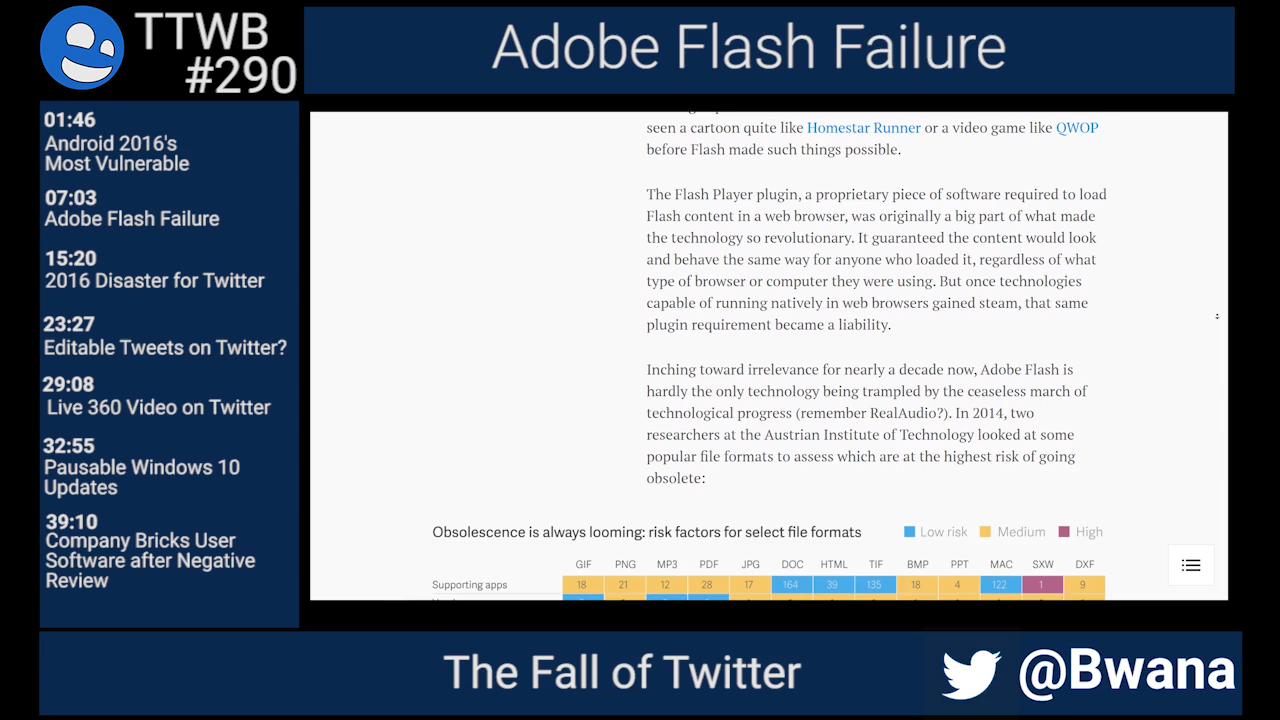 TTWB
#290
Adobe Flash Failure
01:46
Android 2016's
Most Vulnerable
07:03
Adobe Flash Failure
15:20
2016 Disaster for Twitter
23:27
Editable Tweets on Twitter?
29:08
Live 360 Video on Twitter
32:55
Pausable Windows 10
Updates
39:10
Company Bricks User
Software after Negative
Review
seen a cartoon quite like Homestar Runner or a video game like QWOP
before Flash made such things possible.
The Flash Player plugin, a proprietary piece of software required to load
Flash content in a web browser, was originally a big part of what made
the technology so revolutionary. It guaranteed the content would look
and behave the same way for anyone who loaded it, regardless of what
type of browser or computer they were using. But once technologies
capable of running natively in web browsers gained steam, that same
plugin requirement became a liability.
Inching toward irrelevance for nearly a decade now, Adobe Flash is
hardly the only technology being trampled by the ceaseless march of
technological progress (remember RealAudio?). In 2014, two
researchers at the Austrian Institute of Technology looked at some
popular file formats to assess which are at the highest risk of going
obsolete:
Obsolescence is always looming: risk factors for select file formats
Low risk Medium High
GIF PNG MP3 PDF JPG DOC HTML TIF BMP PPT MAC SXW DXF
Supporting apps 18 21 12 28 17 164 39 135 18 4 122 1 9
The Fall of Twitter
@Bwana